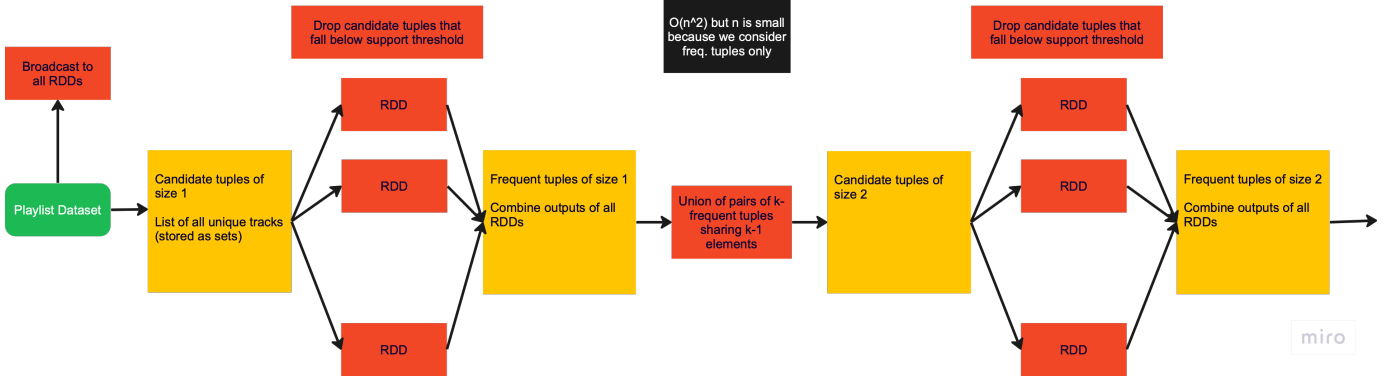 Drop candidate tuples that
fall below support threshold
O(n^2) but n is small
because we consider
freq. tuples only
Drop candidate tuples that
fall below support threshold
Broadcast to
all RDDs
RDD
RDD
Playlist Dataset
Candidate tuples of
size 1
List of all unique tracks
(stored as sets)
RDD
Frequent tuples of size 1
Combine outputs of all
RDDs
Union of pairs of k-
frequent tuples
sharing k-1
elements
Candidate tuples of
size 2
RDD
Frequent tuples of size 2
Combine outputs of all
RDDs
RDD
RDD
miro